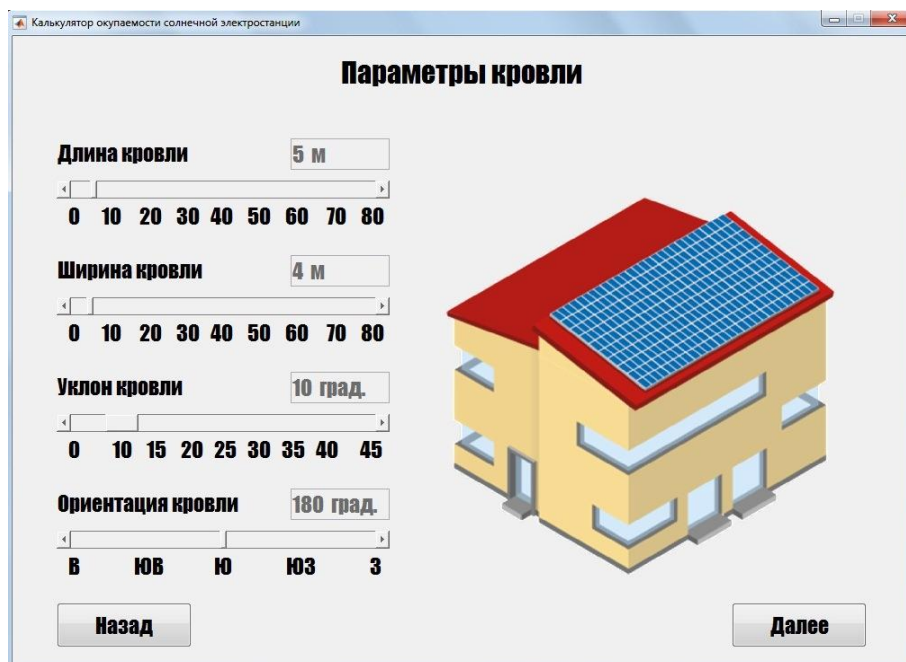 Калькулятор окупаемости солнечной электростанции
Параметры кровли
Длина кровли 5 м
0 10 20 30 40 50 60 70 80
Ширина кровли 4 м
0 10 20 30 40 50 60 70 80
Уклон кровли 10 град.
0 10 15 20 25 30 35 40 45
Ориентация кровли 180 град.
В ЮВ Ю ЮЗ З
Назад Далее